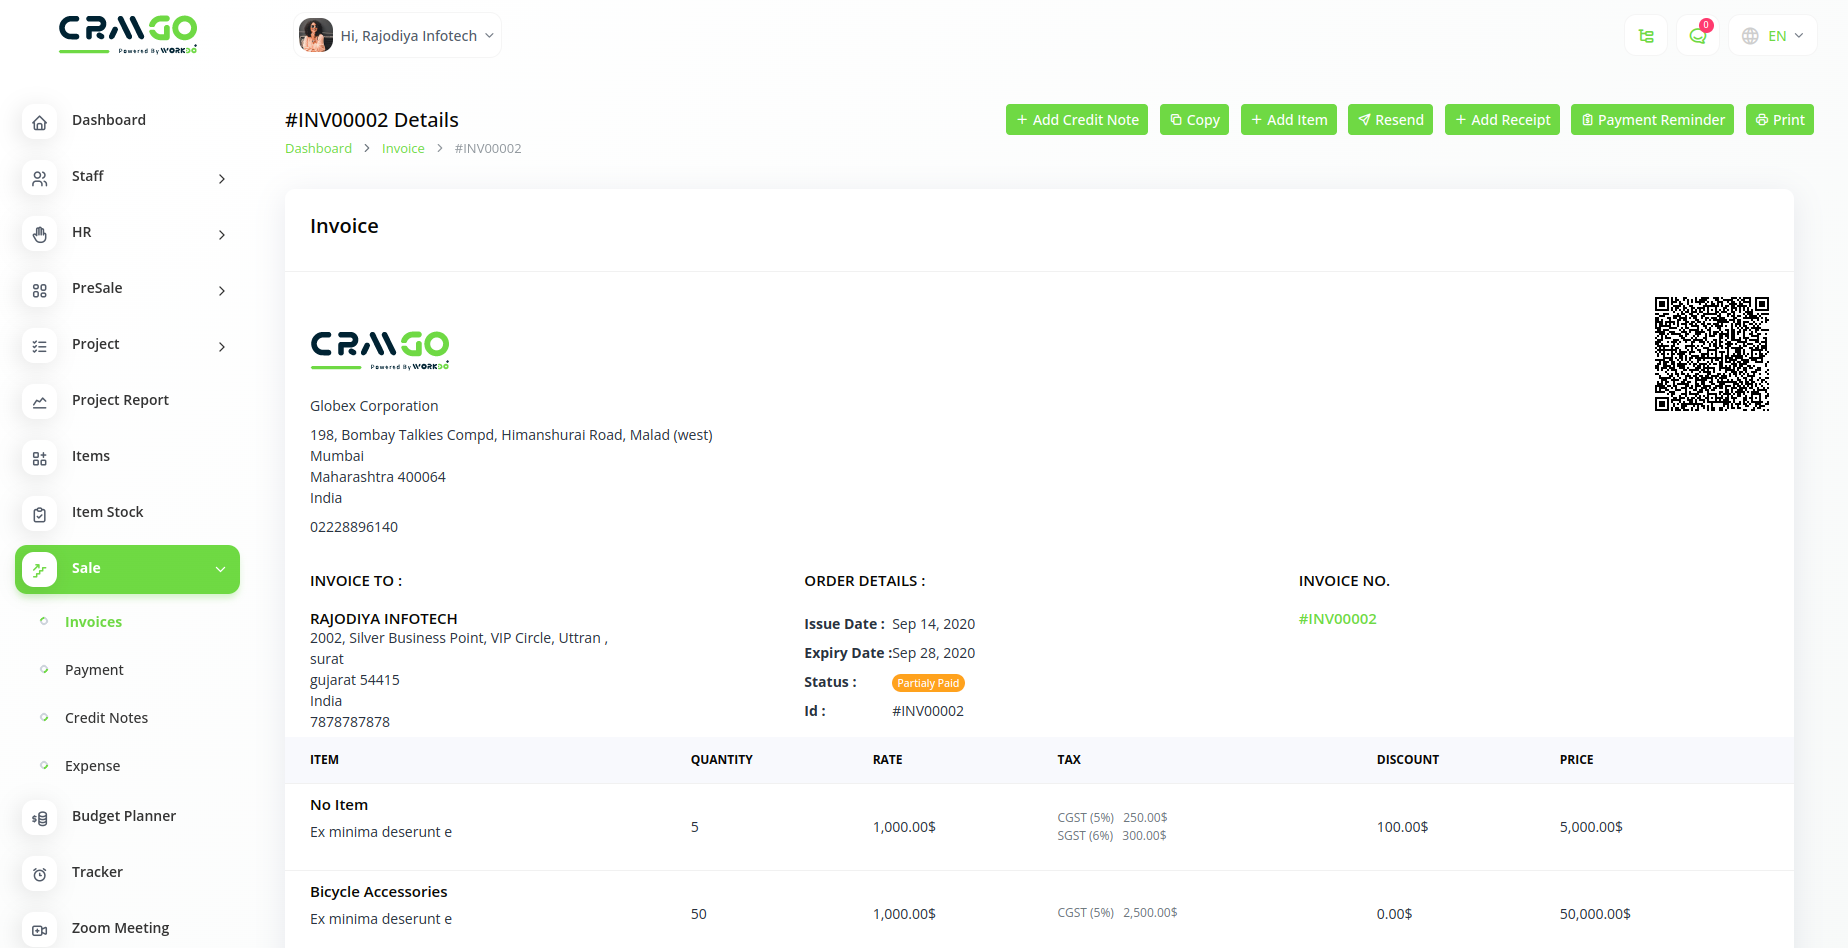 CRMGO
Powered By WORKDO
Hi, Rajodiya Infotech
0
EN
Dashboard
Staff
HR
PreSale
Project
Project Report
Items
Item Stock
Sale
Invoices
Payment
Credit Notes
Expense
Budget Planner
Tracker
Zoom Meeting
#INV00002 Details
Dashboard > Invoice > #INV00002
+ Add Credit Note
Copy
+ Add Item
Resend
+ Add Receipt
Payment Reminder
Print
Invoice
CRMGO
Powered By WORKDO
Globex Corporation
198, Bombay Talkies Compd, Himanshurai Road, Malad (west)
Mumbai
Maharashtra 400064
India
02228896140
INVOICE TO :
RAJODIYA INFOTECH
2002, Silver Business Point, VIP Circle, Uttran ,
surat
gujarat 54415
India
7878787878
ORDER DETAILS :
Issue Date : Sep 14, 2020
Expiry Date :Sep 28, 2020
Status : Partialy Paid
Id : #INV00002
INVOICE NO.
#INV00002
ITEM QUANTITY RATE TAX DISCOUNT PRICE
No Item
Ex minima deserunt e
5 1,000.00$
CGST (5%) 250.00$
SGST (6%) 300.00$
100.00$ 5,000.00$
Bicycle Accessories
Ex minima deserunt e
50 1,000.00$
CGST (5%) 2,500.00$
0.00$ 50,000.00$